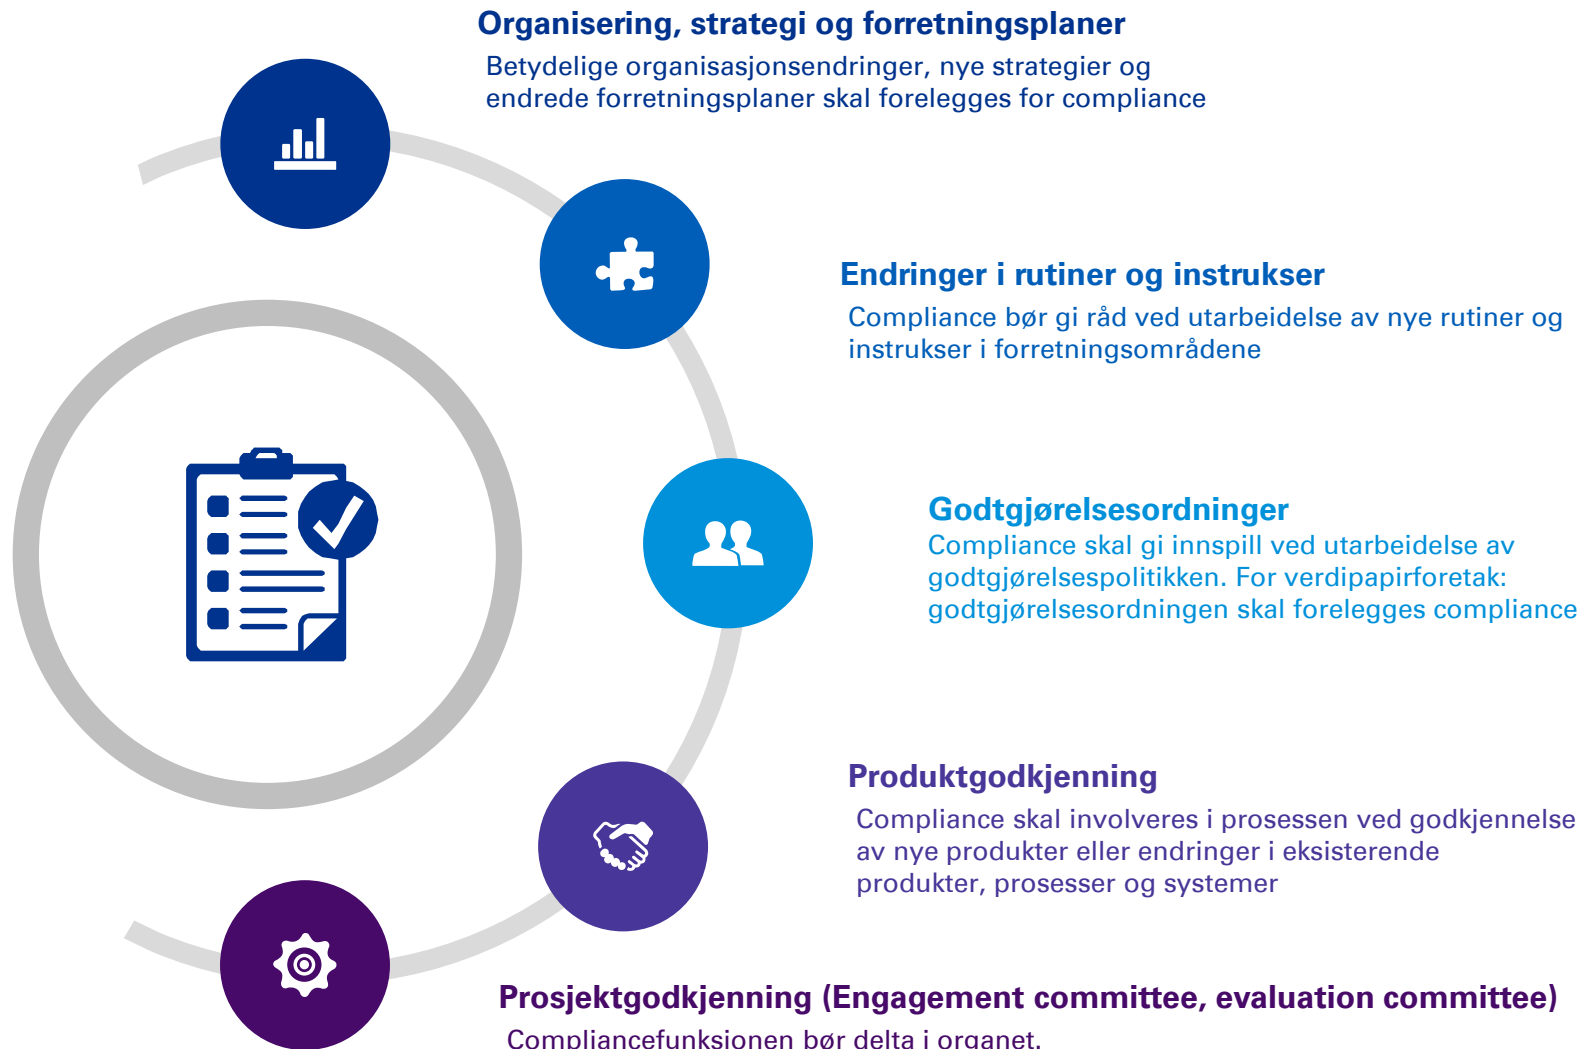 Organisering, strategi og forretningsplaner
Betydelige organisasjonsendringer, nye strategier og
endrede forretningsplaner skal forelegges for compliance
Endringer i rutiner og instrukser
Compliance bør gi råd ved utarbeidelse av nye rutiner og
instrukser i forretningsområdene
Godtgjørelsesordninger
Compliance skal gi innspill ved utarbeidelse av
godtgjørelsespolitikken. For verdipapirforetak:
godtgjørelsesordningen skal forelegges compliance
Produktgodkjenning
Compliance skal involveres i prosessen ved godkjennelse
av nye produkter eller endringer i eksisterende
produkter, prosesser og systemer
Prosjektgodkjenning (Engagement committee, evaluation committee)
Compliancefunksjonen bør delta i organet.